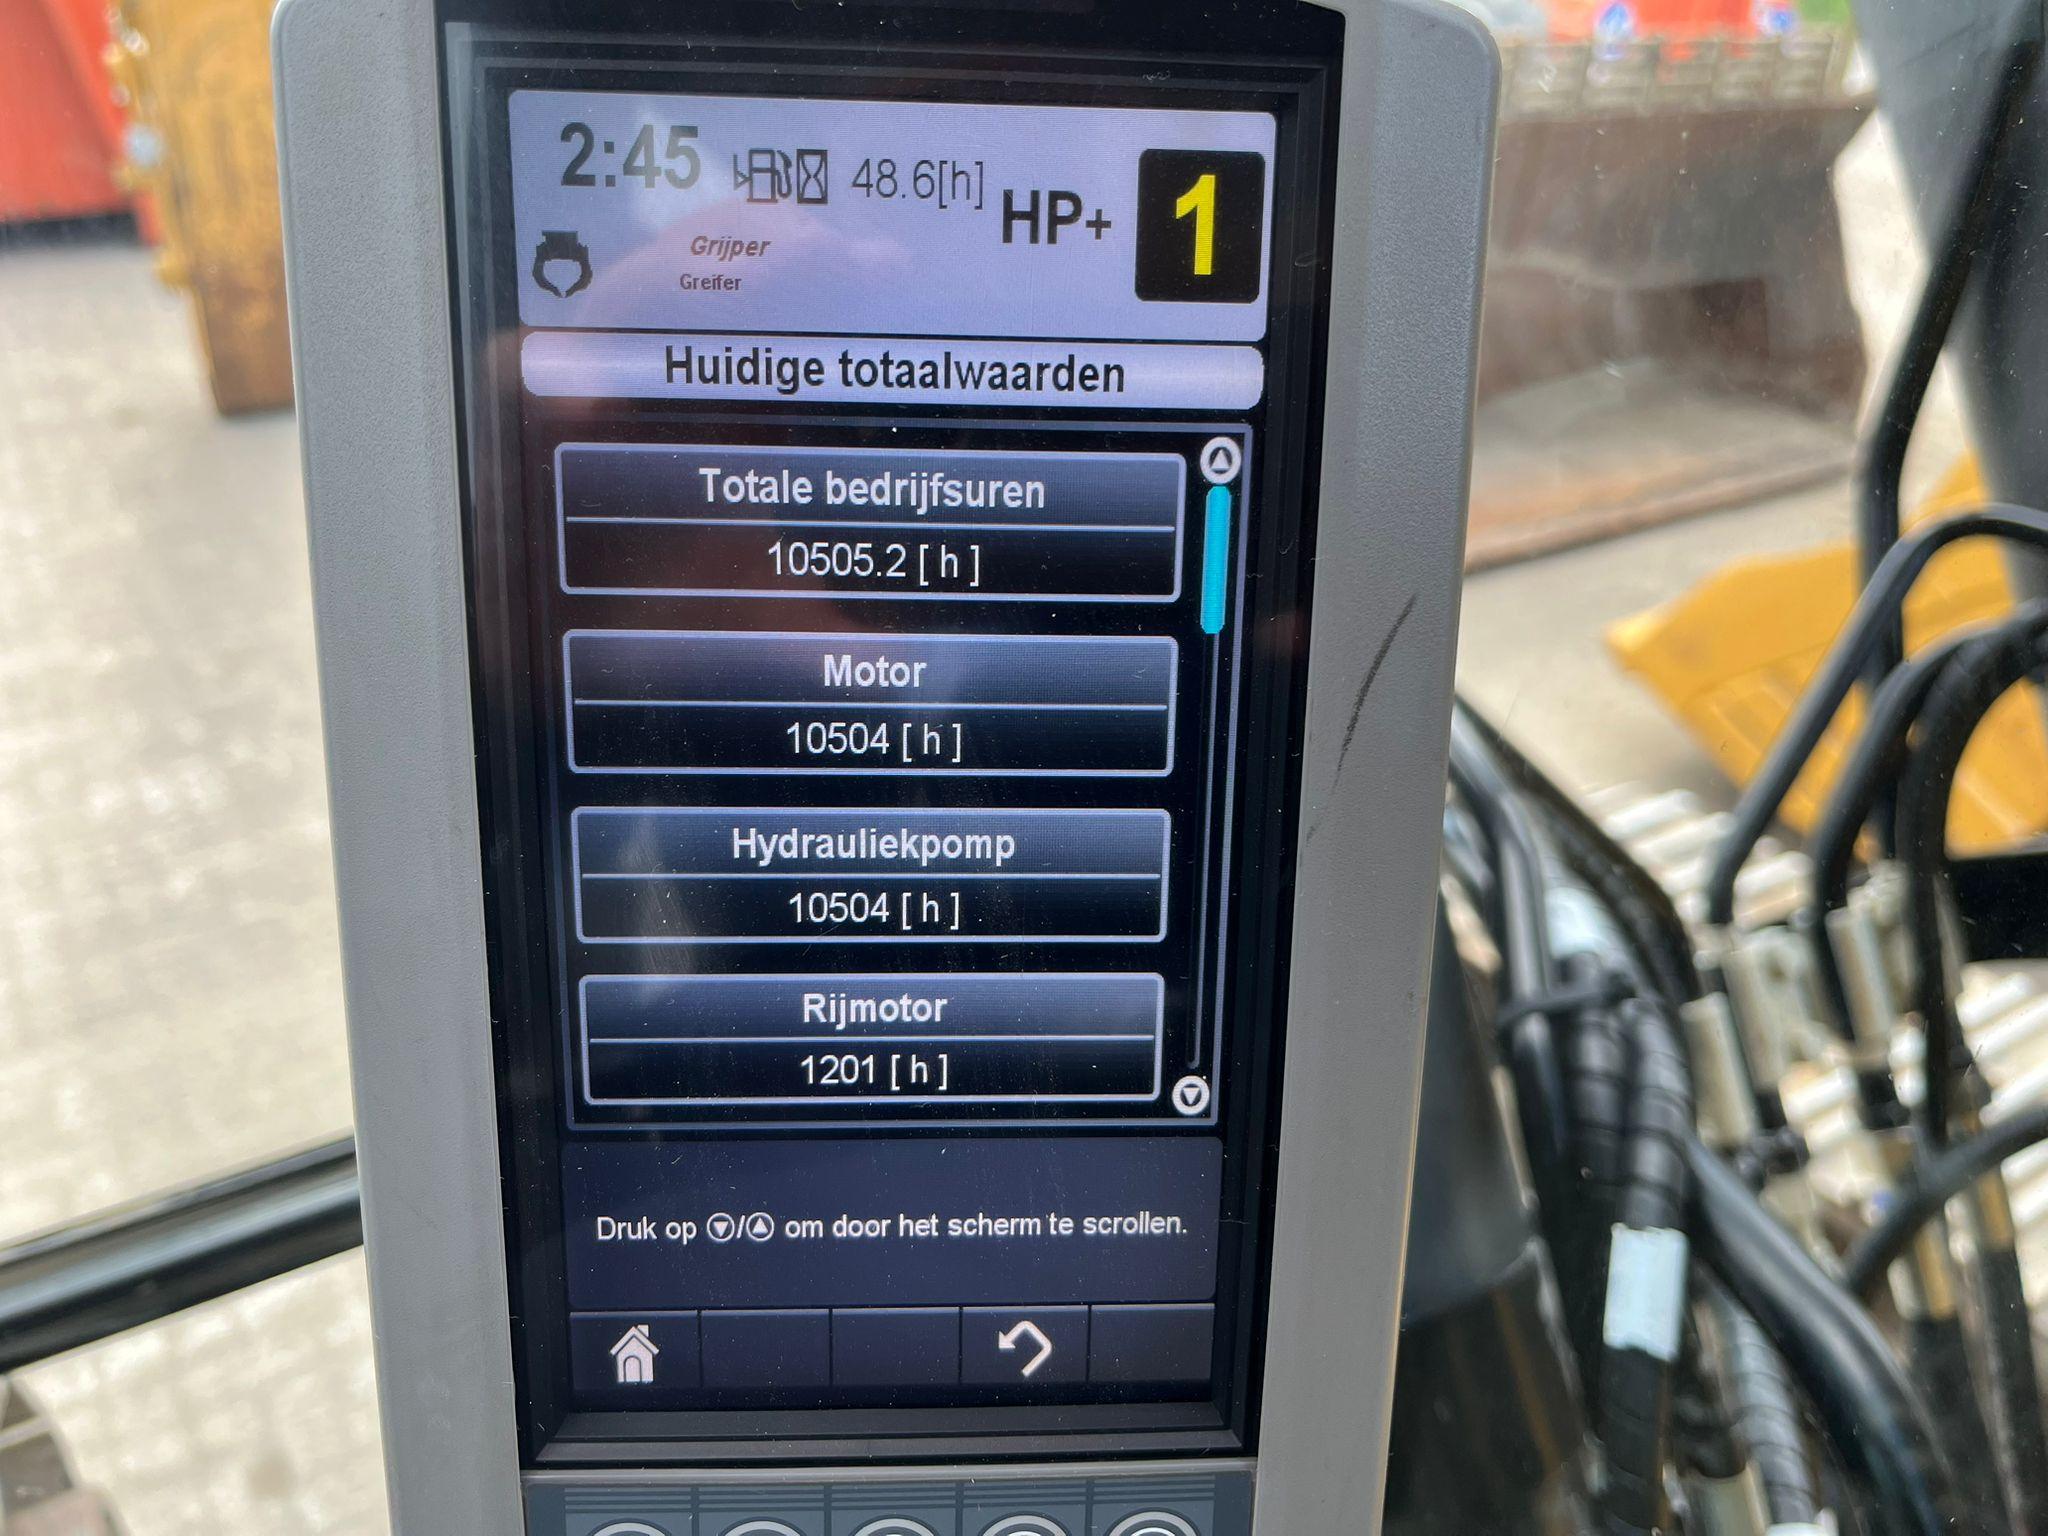 2:45 48.6[h] HP+ 1
Grijper
Greifer
Huidige totaalwaarden
Totale bedrijfsuren
10505.2 [ h ]
Motor
10504 [ h ]
Hydrauliekpomp
10504 [ h ]
Rijmotor
1201 [ h ]
Druk op / om door het scherm te scrollen.